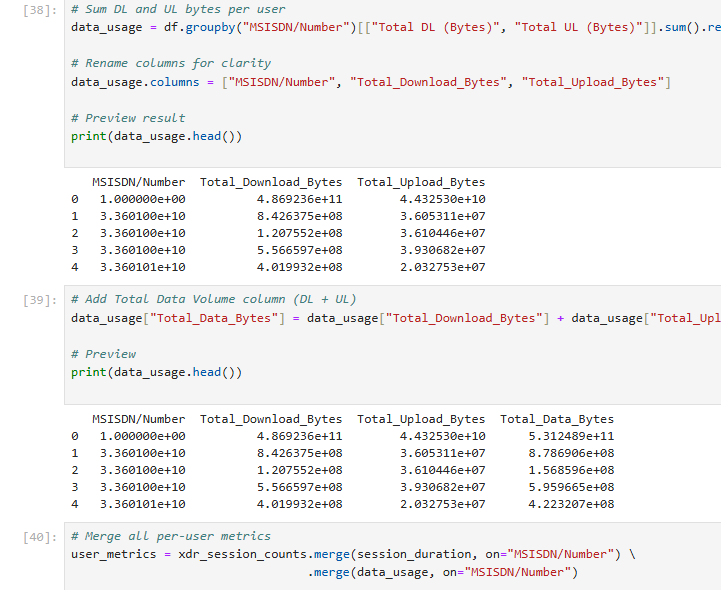 [38]: # Sum DL and UL bytes per user
data_usage = df.groupby("MSISDN/Number")[["Total DL (Bytes)", "Total UL (Bytes)"]].sum().re
# Rename columns for clarity
data_usage.columns = ["MSISDN/Number", "Total_Download_Bytes", "Total_Upload_Bytes"]
# Preview result
print(data_usage.head())
MSISDN/Number Total_Download_Bytes Total_Upload_Bytes
0 1.000000e+00 4.869236e+11 4.432530e+10
1 3.360100e+10 8.426375e+08 3.605311e+07
2 3.360100e+10 1.207552e+08 3.610446e+07
3 3.360100e+10 5.566597e+08 3.930682e+07
4 3.360101e+10 4.019932e+08 2.032753e+07
[39]: # Add Total Data Volume column (DL + UL)
data_usage["Total_Data_Bytes"] = data_usage["Total_Download_Bytes"] + data_usage["Total_Upl
# Preview
print(data_usage.head())
MSISDN/Number Total_Download_Bytes Total_Upload_Bytes Total_Data_Bytes
0 1.000000e+00 4.869236e+11 4.432530e+10 5.312489e+11
1 3.360100e+10 8.426375e+08 3.605311e+07 8.786906e+08
2 3.360100e+10 1.207552e+08 3.610446e+07 1.568596e+08
3 3.360100e+10 5.566597e+08 3.930682e+07 5.959665e+08
4 3.360101e+10 4.019932e+08 2.032753e+07 4.223207e+08
[40]: # Merge all per-user metrics
user_metrics = xdr_session_counts.merge(session_duration, on="MSISDN/Number") \
.merge(data_usage, on="MSISDN/Number")